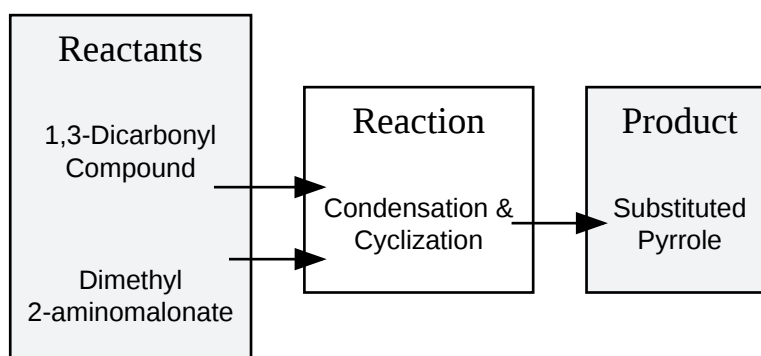 Reactants
1,3-Dicarbonyl
Compound
Dimethyl
2-aminomalonate
Reaction
Condensation &
Cyclization
Product
Substituted
Pyrrole